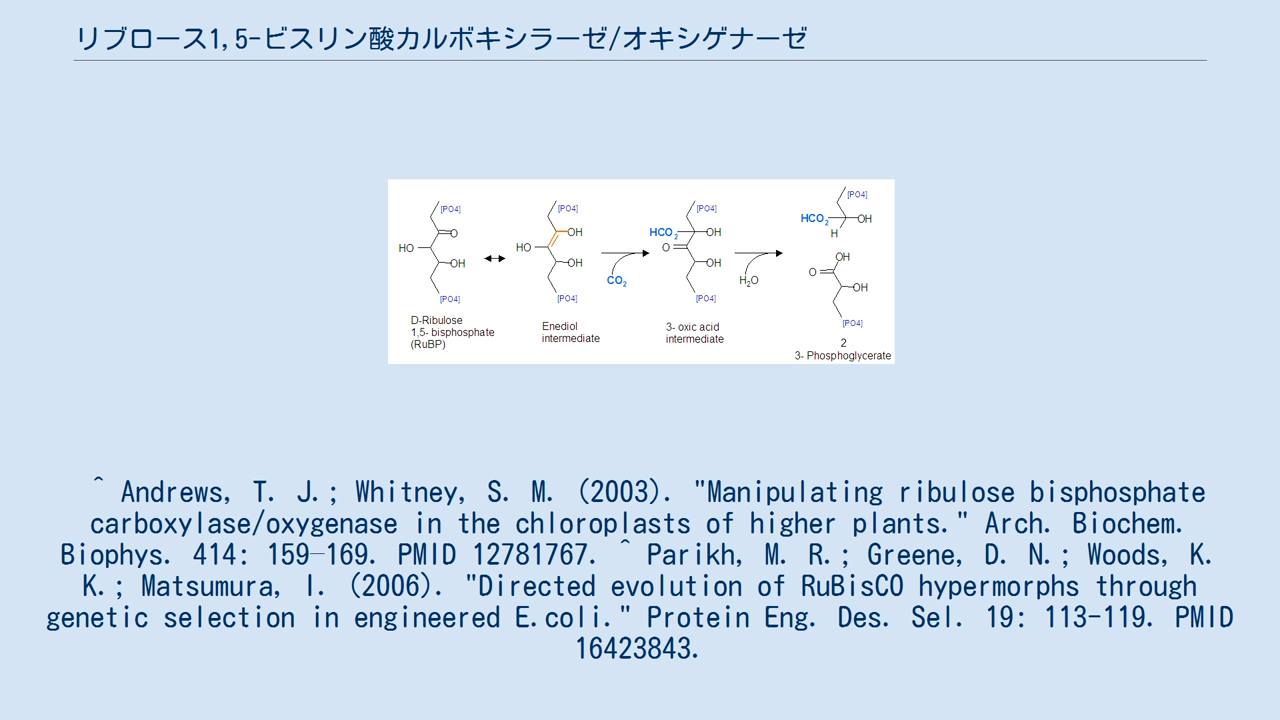 リブロース1,5-ビスリン酸カルボキシラーゼ/オキシゲナーゼ
[PO4]
O
HO
OH
[PO4]
D-Ribulose
1,5- bisphosphate
(RuBP)
[PO4]
OH
HO
OH
[PO4]
Enediol
intermediate
CO2
[PO4]
HCO2
OH
O
OH
[PO4]
3- oxic acid
intermediate
H2O
[PO4]
HCO2
OH
H
OH
O
OH
[PO4]
2
3- Phosphoglycerate
^ Andrews, T. J.; Whitney, S. M. (2003). "Manipulating ribulose bisphosphate
carboxylase/oxygenase in the chloroplasts of higher plants." Arch. Biochem.
Biophys. 414: 159–169. PMID 12781767. ^ Parikh, M. R.; Greene, D. N.; Woods, K.
K.; Matsumura, I. (2006). "Directed evolution of RuBisCO hypermorphs through
genetic selection in engineered E.coli." Protein Eng. Des. Sel. 19: 113-119. PMID
16423843.